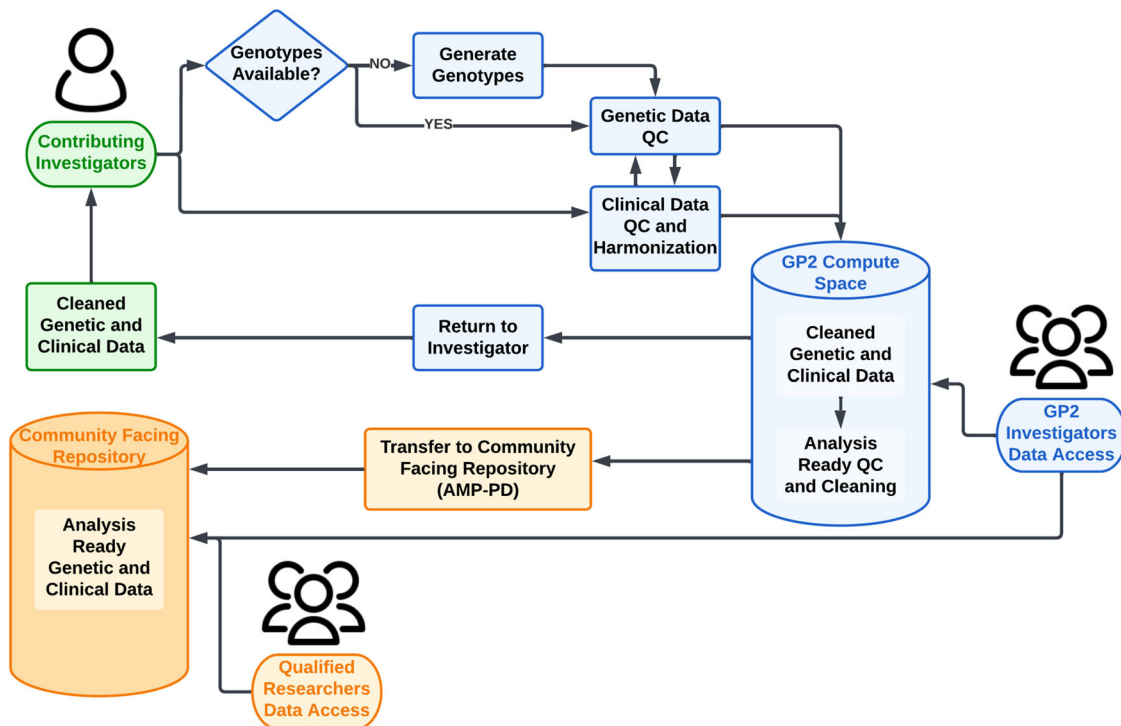 Genotypes
Available?
NO
Generate
Genotypes
YES
Genetic Data
QC
Contributing
Investigators
Clinical Data
QC and
Harmonization
GP2 Compute
Space
Cleaned
Genetic and
Clinical Data
Return to
Investigator
Cleaned
Genetic and
Clinical Data
Analysis
Ready QC
and Cleaning
GP2
Investigators
Data Access
Community Facing
Repository
Transfer to Community
Facing Repository
(AMP-PD)
Analysis
Ready
Genetic and
Clinical Data
Qualified
Researchers
Data Access